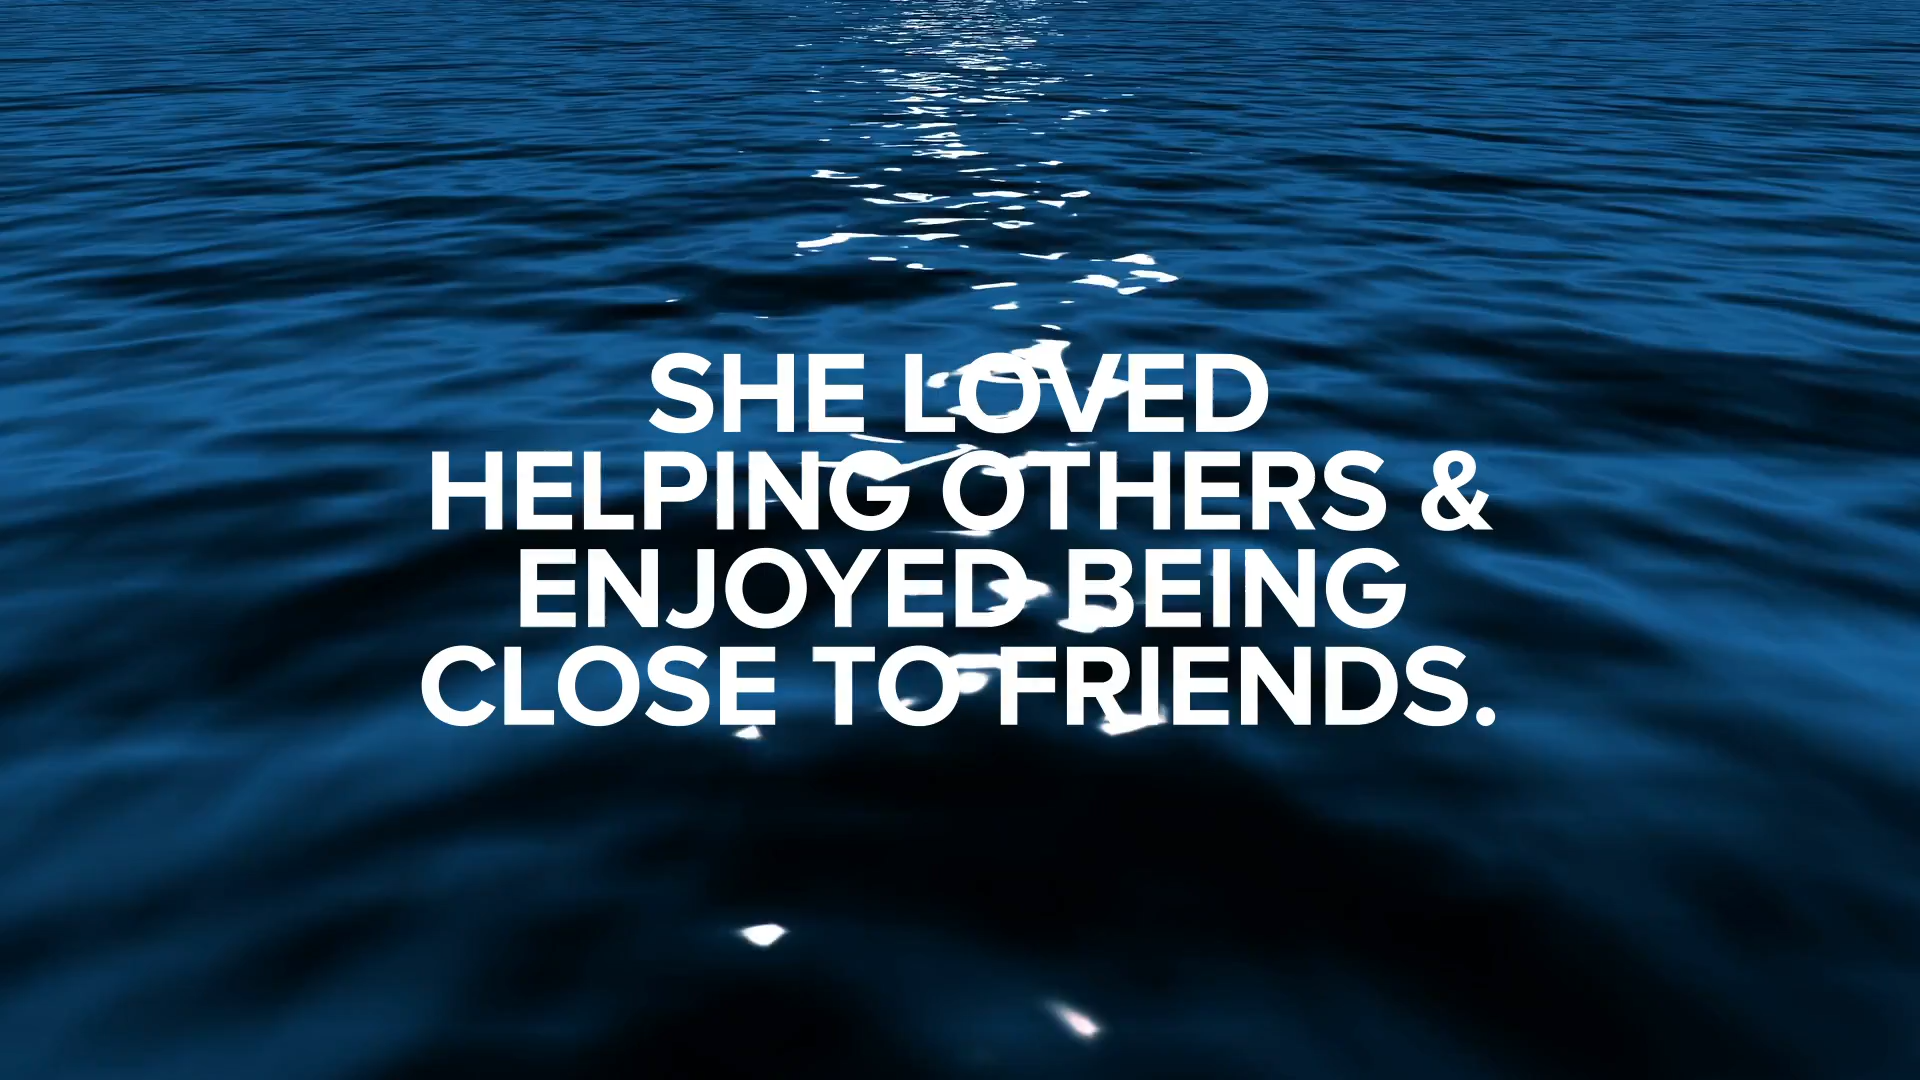 SHE LOVED
HELPING OTHERS &
ENJOYED BEING
CLOSE TO FRIENDS.